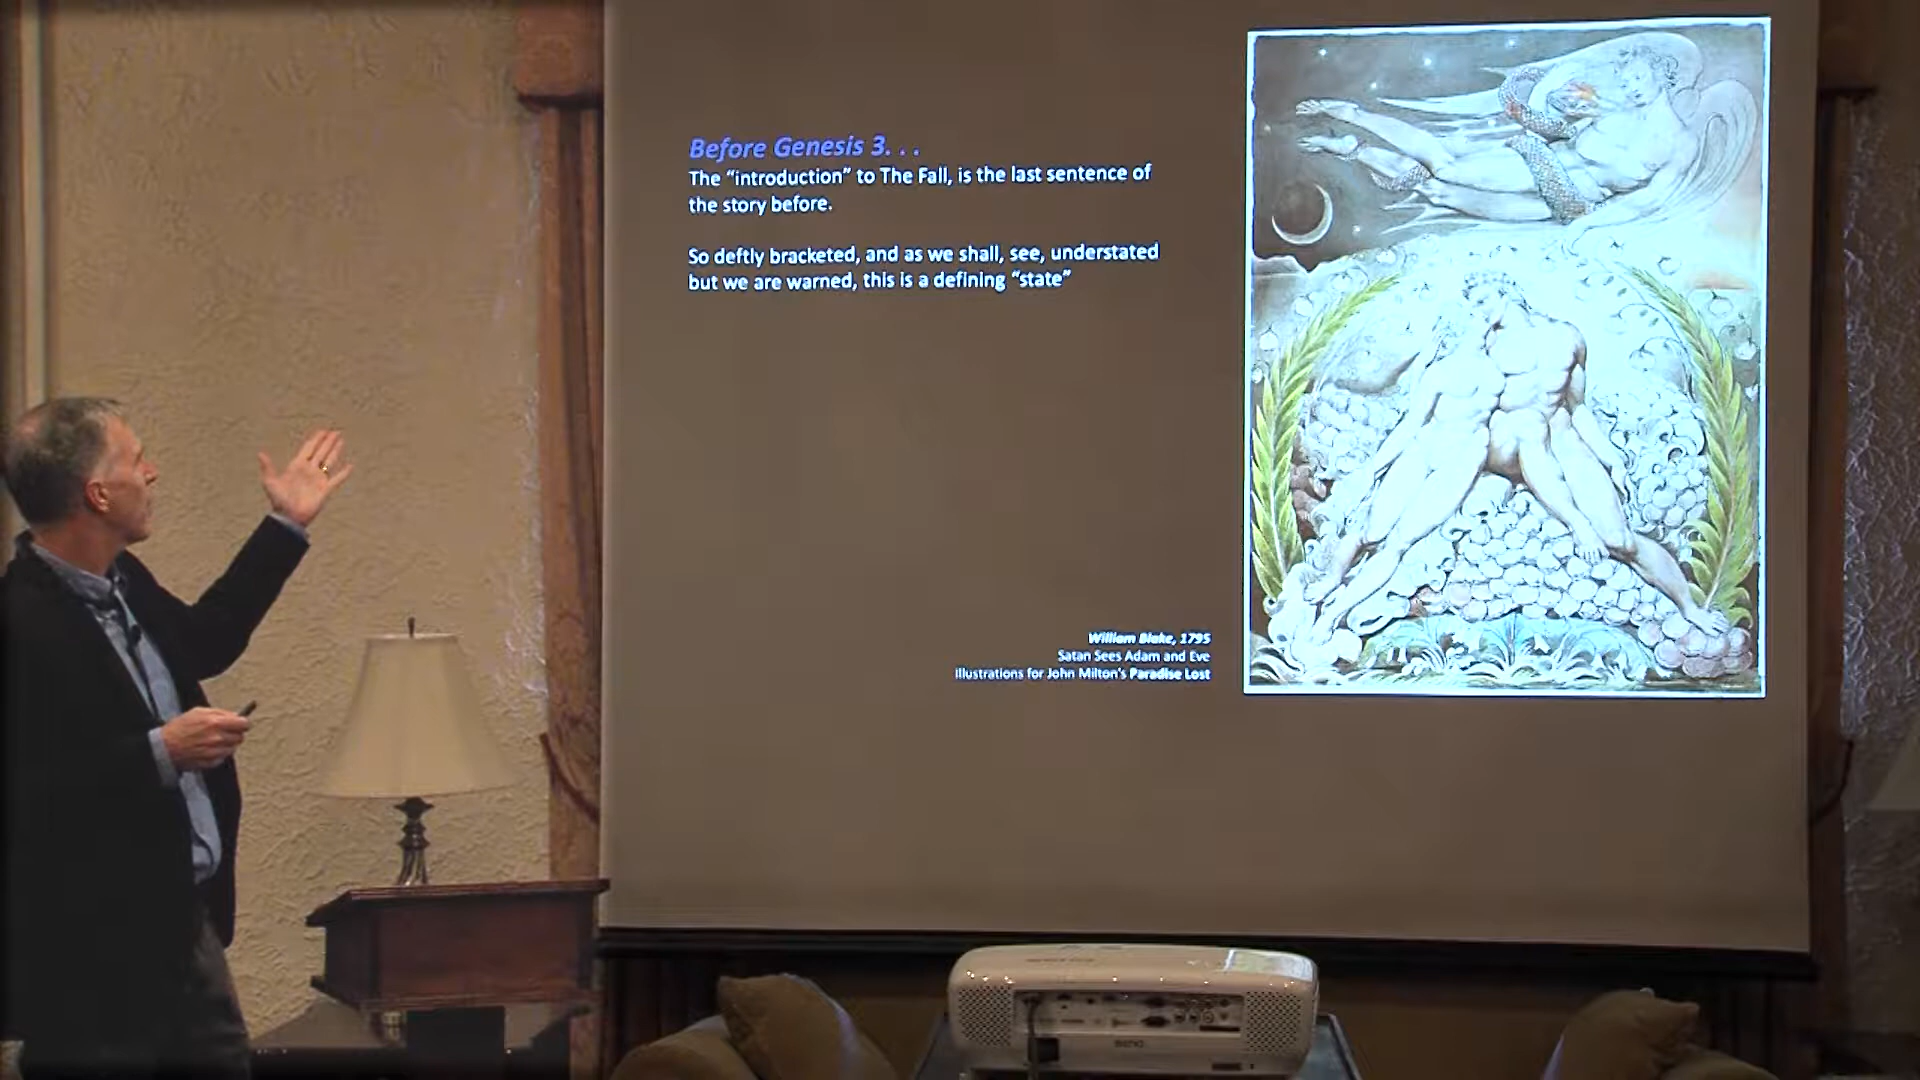 Before Genesis 3. . .
The “introduction” to The Fall, is the last sentence of
the story before.
So deftly bracketed, and as we shall, see, understated
but we are warned, this is a defining “state”
William Blake, 1795
Satan Sees Adam and Eve
Illustrations for John Milton's Paradise Lost
BenQ